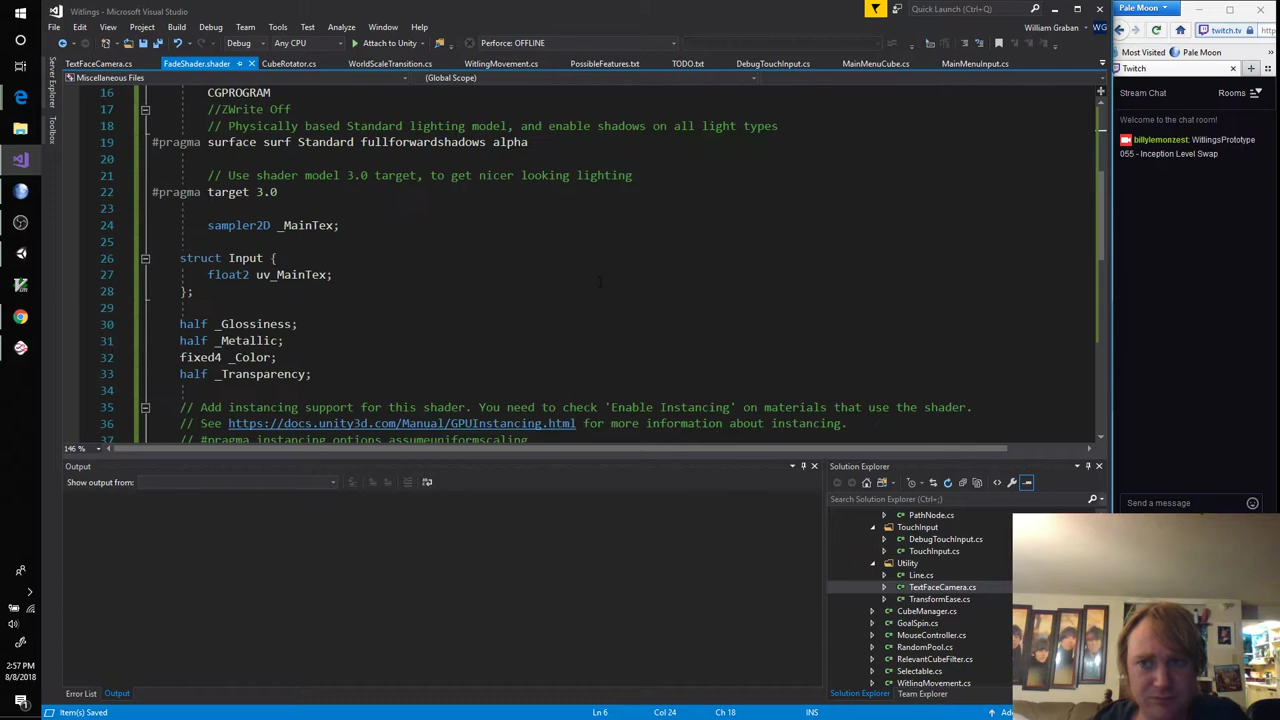 Witlings - Microsoft Visual Studio
Quick Launch (Ctrl+Q)
File Edit View Project Build Debug Team Tools Test Analyze Window Help
William Graban WG
Debug Any CPU Attach to Unity Perforce: OFFLINE
TextFaceCamera.cs FadeShader.shader CubeRotator.cs WorldScaleTransition.cs WitlingMovement.cs PossibleFeatures.txt TODO.txt DebugTouchInput.cs MainMenuCube.cs MainMenuInput.cs
Miscellaneous Files (Global Scope)
Server Explorer
Toolbox
16 CGPROGRAM
17 //ZWrite Off
18 // Physically based Standard lighting model, and enable shadows on all light types
19 #pragma surface surf Standard fullforwardshadows alpha
20
21 // Use shader model 3.0 target, to get nicer looking lighting
22 #pragma target 3.0
23
24 sampler2D _MainTex;
25
26 struct Input {
27 float2 uv_MainTex;
28 };
29
30 half _Glossiness;
31 half _Metallic;
32 fixed4 _Color;
33 half _Transparency;
34
35 // Add instancing support for this shader. You need to check 'Enable Instancing' on materials that use the shader.
36 // See https://docs.unity3d.com/Manual/GPUInstancing.html for more information about instancing.
37 // #pragma instancing_options assumeuniformscaling
146 %
Output
Show output from:
Error List Output
Solution Explorer
Search Solution Explorer (Ctrl+;)
PathNode.cs
TouchInput
DebugTouchInput.cs
TouchInput.cs
Utility
Line.cs
TextFaceCamera.cs
TransformEase.cs
CubeManager.cs
GoalSpin.cs
MouseController.cs
RandomPool.cs
RelevantCubeFilter.cs
Selectable.cs
WitlingMovement.cs
Solution Explorer Team Explorer
Item(s) Saved Ln 6 Col 24 Ch 18 INS
2:57 PM
8/8/2018
Pale Moon
twitch.tv
Most Visited Pale Moon
Twitch
Stream Chat Rooms
Welcome to the chat room!
billylemonzest: WitlingsPrototype
055 - Inception Level Swap
Send a message